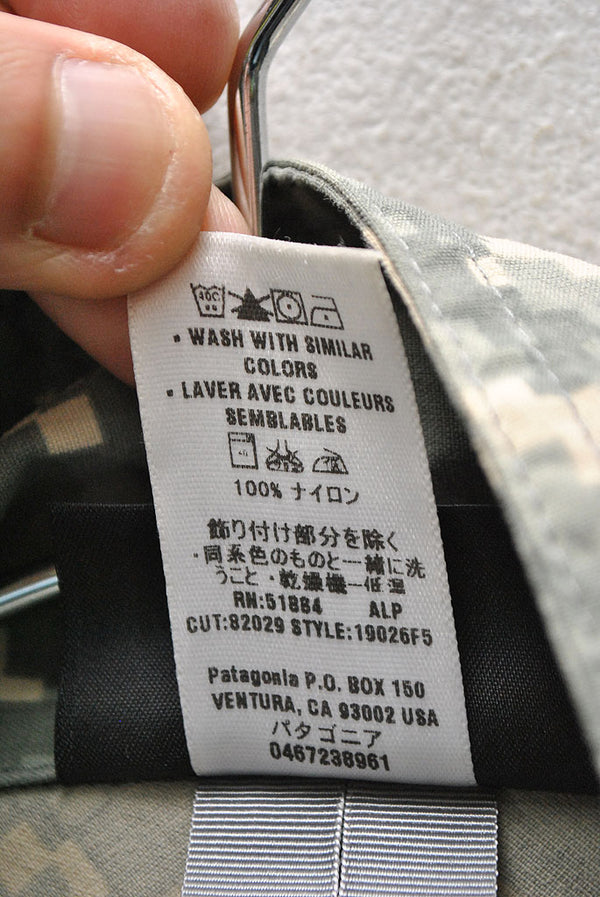 40C
• WASH WITH SIMILAR
COLORS
• LAVER AVEC COULEURS
SEMBLABLES
100% ナイロン
飾り付け部分を除く
・同系色のものと一緒に洗
うこと・乾燥機—低温
RN:51884 ALP
CUT:82029 STYLE:19026F5
Patagonia P.O. BOX 150
VENTURA, CA 93002 USA
パタゴニア
0467238961